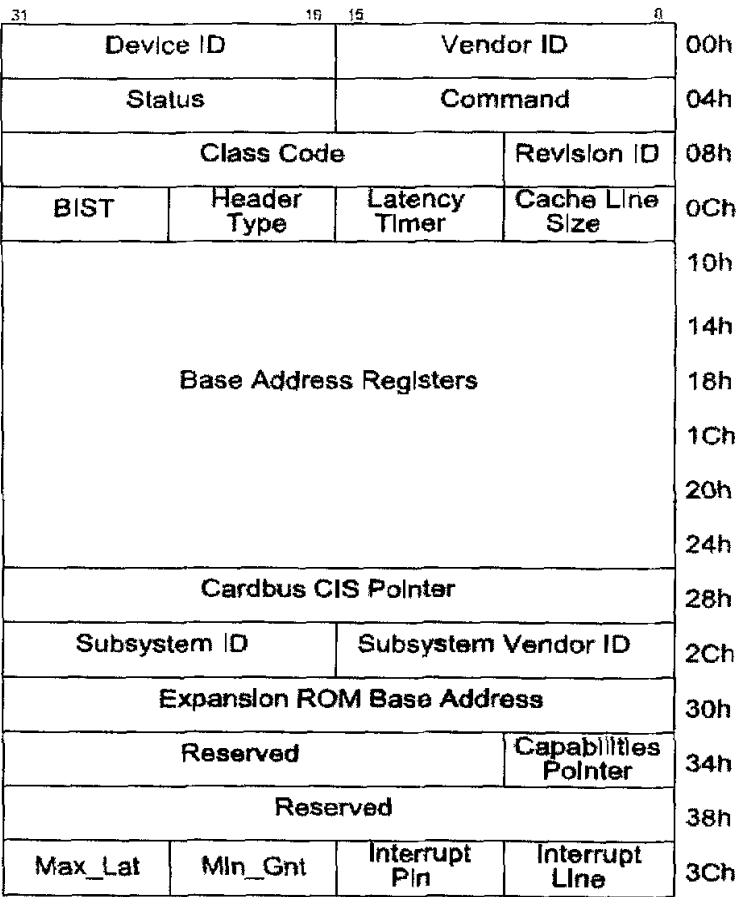 31 16 15 0
Device ID Vendor ID 00h
Status Command 04h
Class Code Revision ID 08h
BIST Header Type Latency Timer Cache Line Size 0Ch
10h
14h
Base Address Registers 18h
1Ch
20h
24h
Cardbus CIS Pointer 28h
Subsystem ID Subsystem Vendor ID 2Ch
Expansion ROM Base Address 30h
Reserved Capabilities Pointer 34h
Reserved 38h
Max_Lat Min_Gnt Interrupt Pin Interrupt Line 3Ch